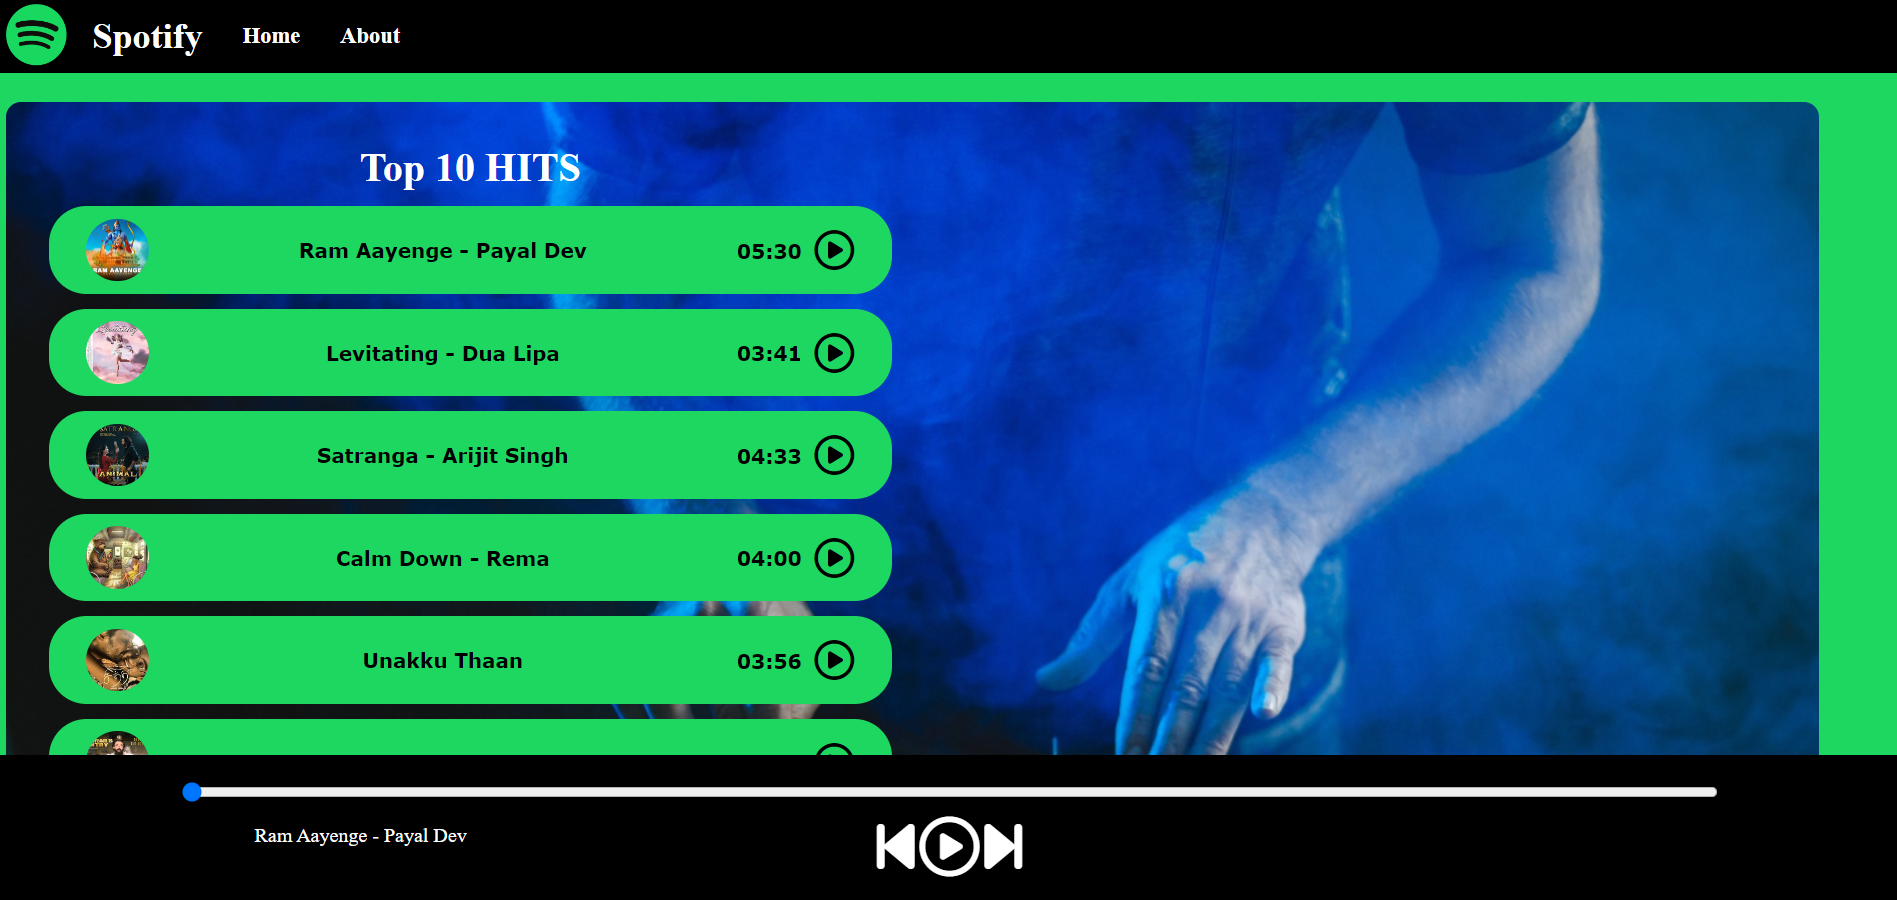 Spotify Home About
Top 10 HITS
RAM AAYENGE
Ram Aayenge - Payal Dev 05:30
Levitating - Dua Lipa 03:41
Satranga - Arijit Singh 04:33
ANIMAL
Calm Down - Rema 04:00
Unakku Thaan 03:56
Ram Aayenge - Payal Dev